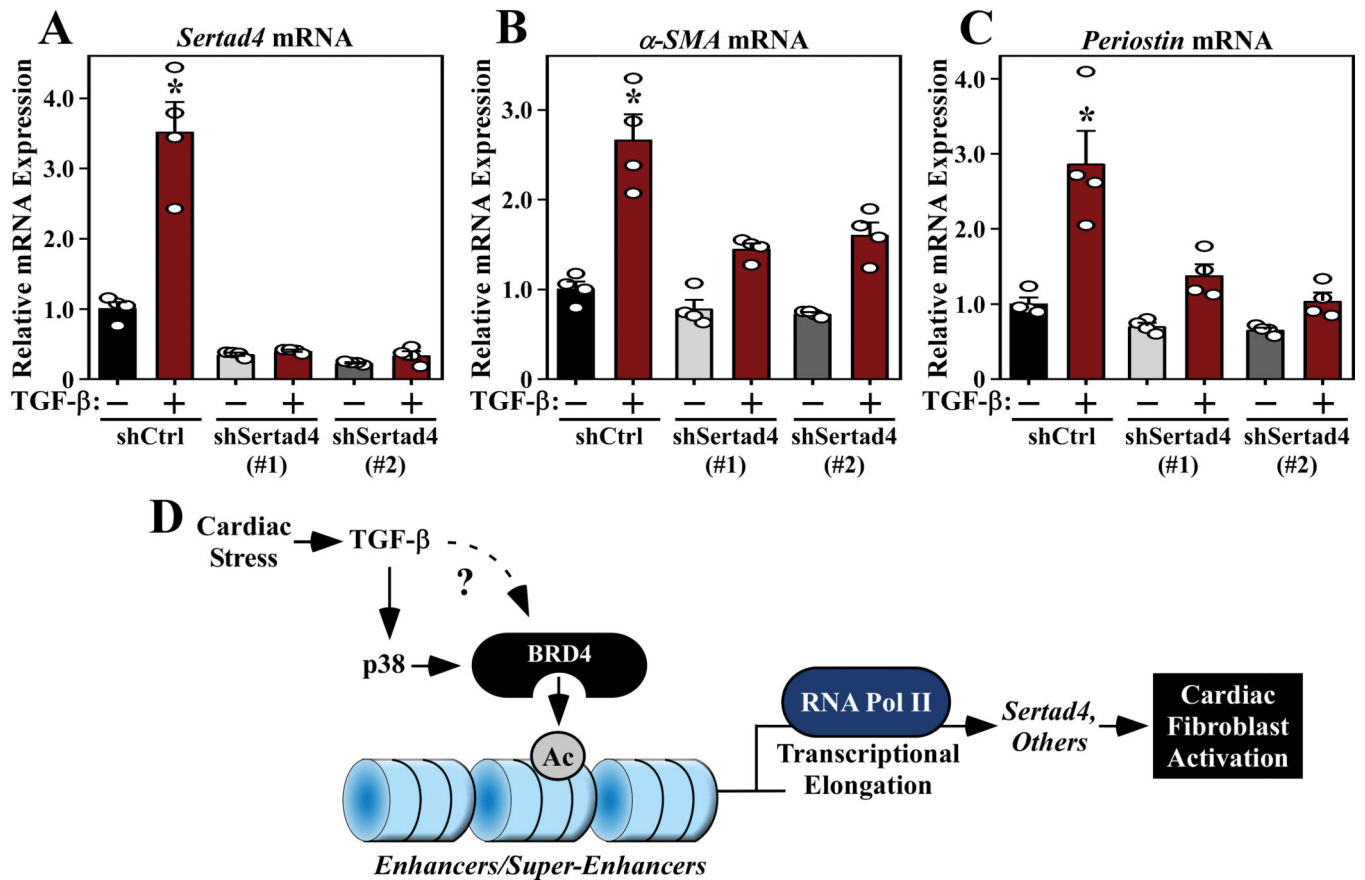 A
Sertad4 mRNA
Relative mRNA Expression
4.0
3.0
2.0
1.0
0
*
TGF-β:
− + − + − +
shCtrl shSertad4 shSertad4
(#1) (#2)
B
α-SMA mRNA
Relative mRNA Expression
3.0
2.0
1.0
0
*
TGF-β:
− + − + − +
shCtrl shSertad4 shSertad4
(#1) (#2)
C
Periostin mRNA
Relative mRNA Expression
4.0
3.0
2.0
1.0
0
*
TGF-β:
− + − + − +
shCtrl shSertad4 shSertad4
(#1) (#2)
D
Cardiac
Stress
TGF-β
?
p38
BRD4
Ac
Enhancers/Super-Enhancers
RNA Pol II
Transcriptional
Elongation
Sertad4,
Others
Cardiac
Fibroblast
Activation